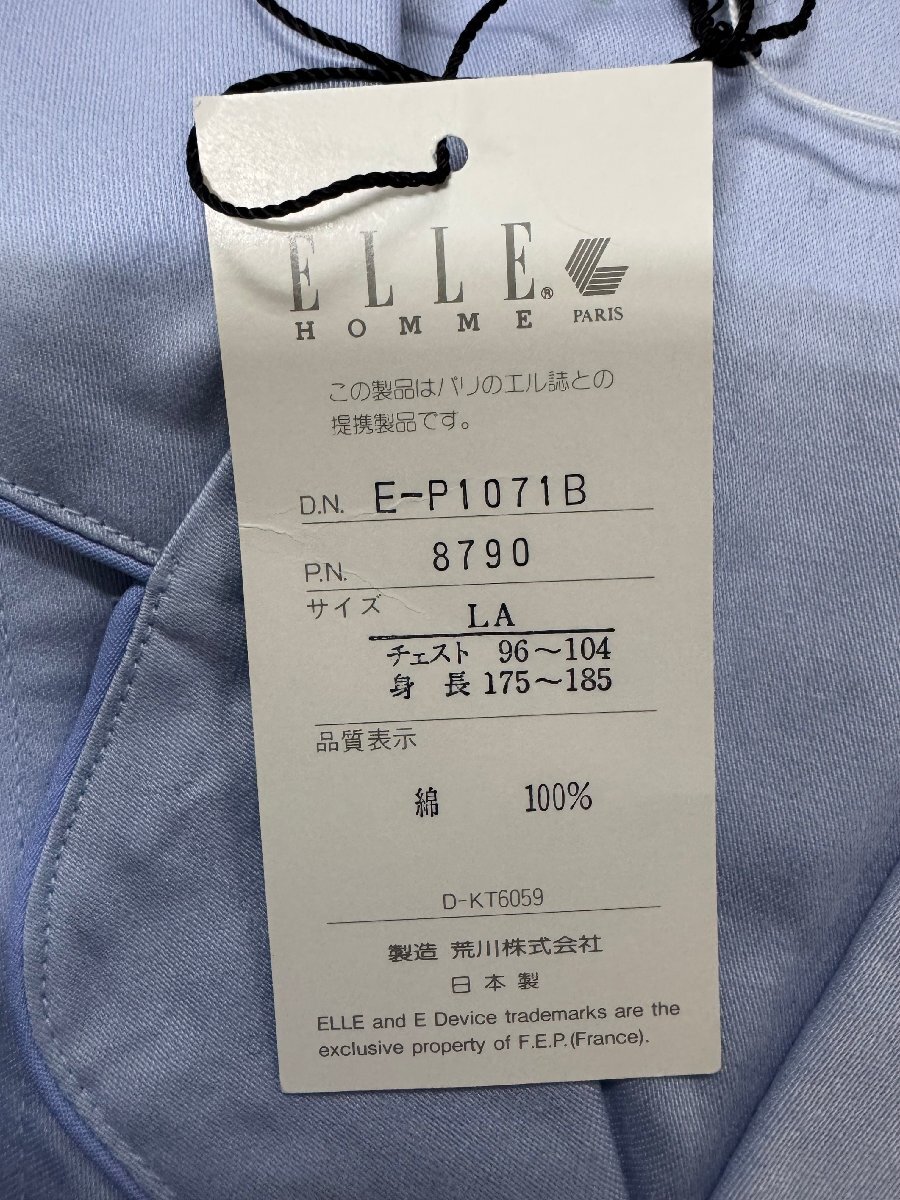 ELLE®
HOMME PARIS
この製品はパリのエル誌との
提携製品です。
D.N. E-P1071B
P.N. 8790
サイズ LA
チェスト 96〜104
身長 175〜185
品質表示
綿 100%
D-KT6059
製造 荒川株式会社
日本製
ELLE and E Device trademarks are the
exclusive property of F.E.P.(France).